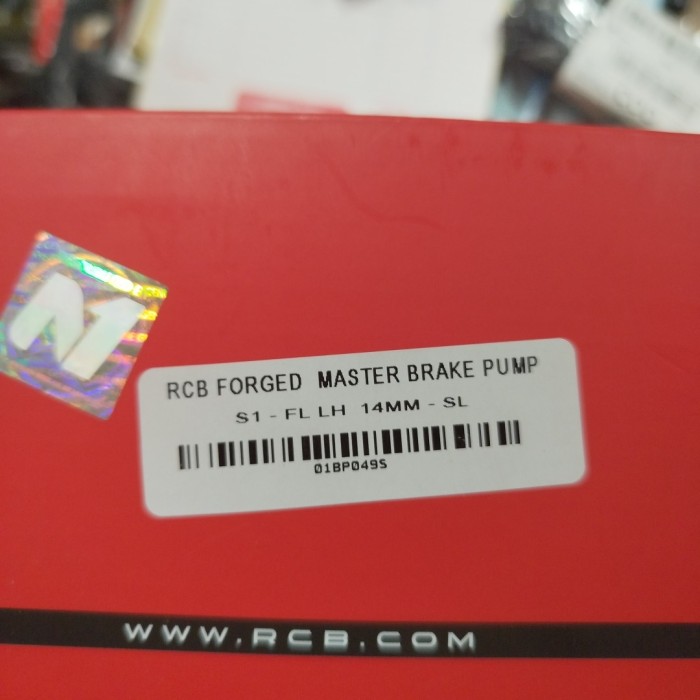 RCB FORGED MASTER BRAKE PUMP
S1 - FL LH 14MM - SL
01BP049S
WWW.RCB.COM